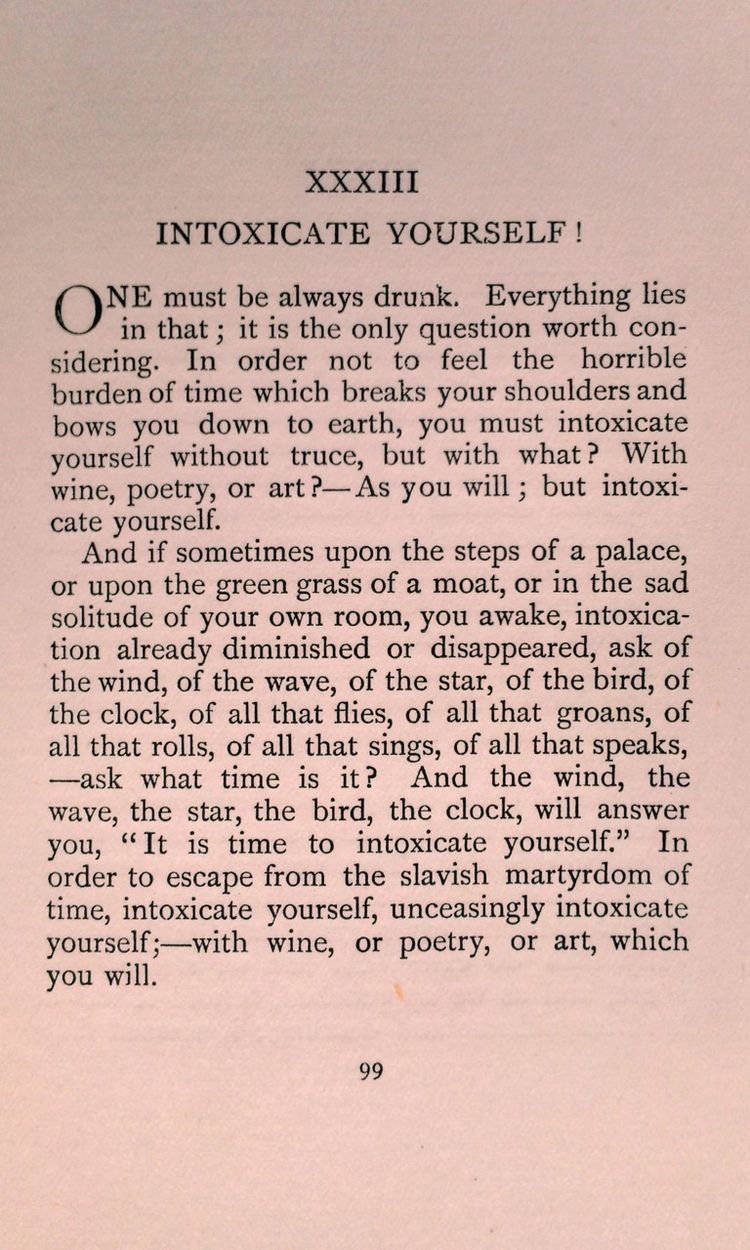 XXXIII
INTOXICATE YOURSELF!
ONE must be always drunk. Everything lies
in that; it is the only question worth con-
sidering. In order not to feel the horrible
burden of time which breaks your shoulders and
bows you down to earth, you must intoxicate
yourself without truce, but with what? With
wine, poetry, or art?—As you will; but intoxi-
cate yourself.
And if sometimes upon the steps of a palace,
or upon the green grass of a moat, or in the sad
solitude of your own room, you awake, intoxica-
tion already diminished or disappeared, ask of
the wind, of the wave, of the star, of the bird, of
the clock, of all that flies, of all that groans, of
all that rolls, of all that sings, of all that speaks,
—ask what time is it? And the wind, the
wave, the star, the bird, the clock, will answer
you, “It is time to intoxicate yourself.” In
order to escape from the slavish martyrdom of
time, intoxicate yourself, unceasingly intoxicate
yourself;—with wine, or poetry, or art, which
you will.
99